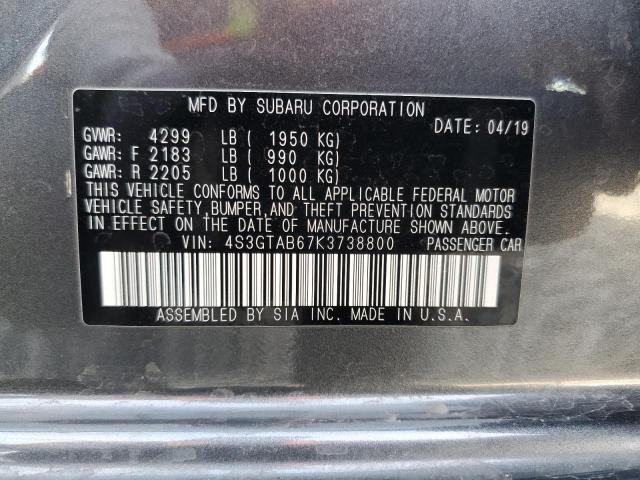 MFD BY SUBARU CORPORATION
DATE: 04/19
GVWR: 4299 LB ( 1950 KG)
GAWR: F 2183 LB ( 990 KG)
GAWR: R 2205 LB ( 1000 KG)
THIS VEHICLE CONFORMS TO ALL APPLICABLE FEDERAL MOTOR
VEHICLE SAFETY, BUMPER, AND THEFT PREVENTION STANDARDS
IN EFFECT ON THE DATE OF MANUFACTURE SHOWN ABOVE.
VIN: 4S3GTAB67K3738800 PASSENGER CAR
ASSEMBLED BY SIA INC. MADE IN U.S.A.